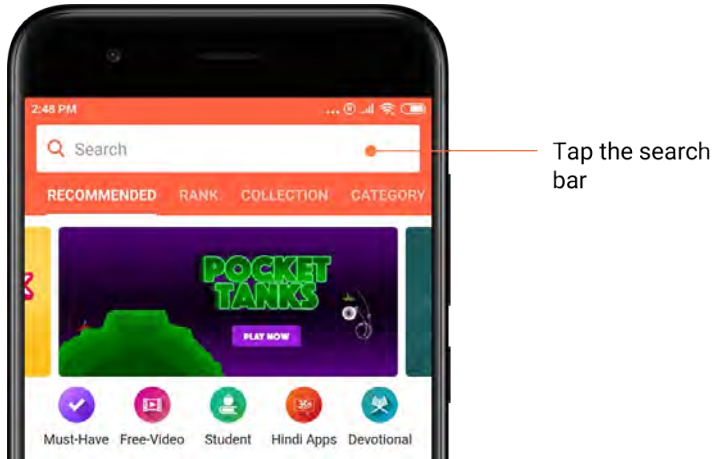 2:48 PM
Search
Tap the search
bar
RECOMMENDED RANK COLLECTION CATEGORY
POCKET
TANKS
PLAY NOW
Must-Have Free-Video Student Hindi Apps Devotional